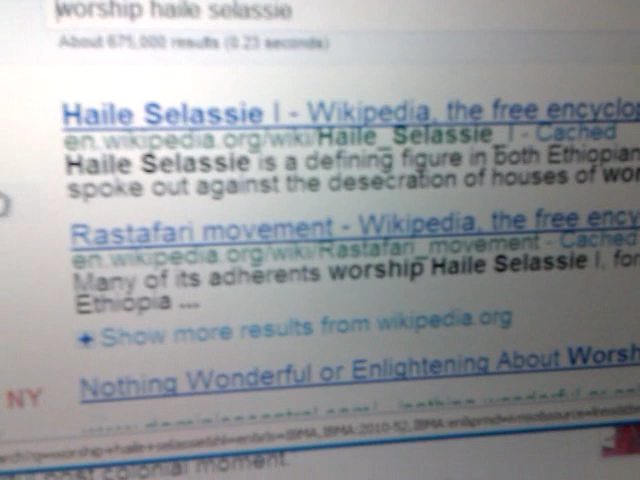 worship haile selassie
About 675,000 results (0.23 seconds)
Haile Selassie I - Wikipedia, the free encyclo
en.wikipedia.org/wiki/Haile_Selassie_I - Cached
Haile Selassie is a defining figure in both Ethiopian
spoke out against the desecration of houses of wor
Rastafari movement - Wikipedia, the free ency
en.wikipedia.org/wiki/Rastafari_movement - Cached
Many of its adherents worship Haile Selassie I, for
Ethiopia ...
Show more results from wikipedia.org
NY
Nothing Wonderful or Enlightening About Worsh
post colonial moment.